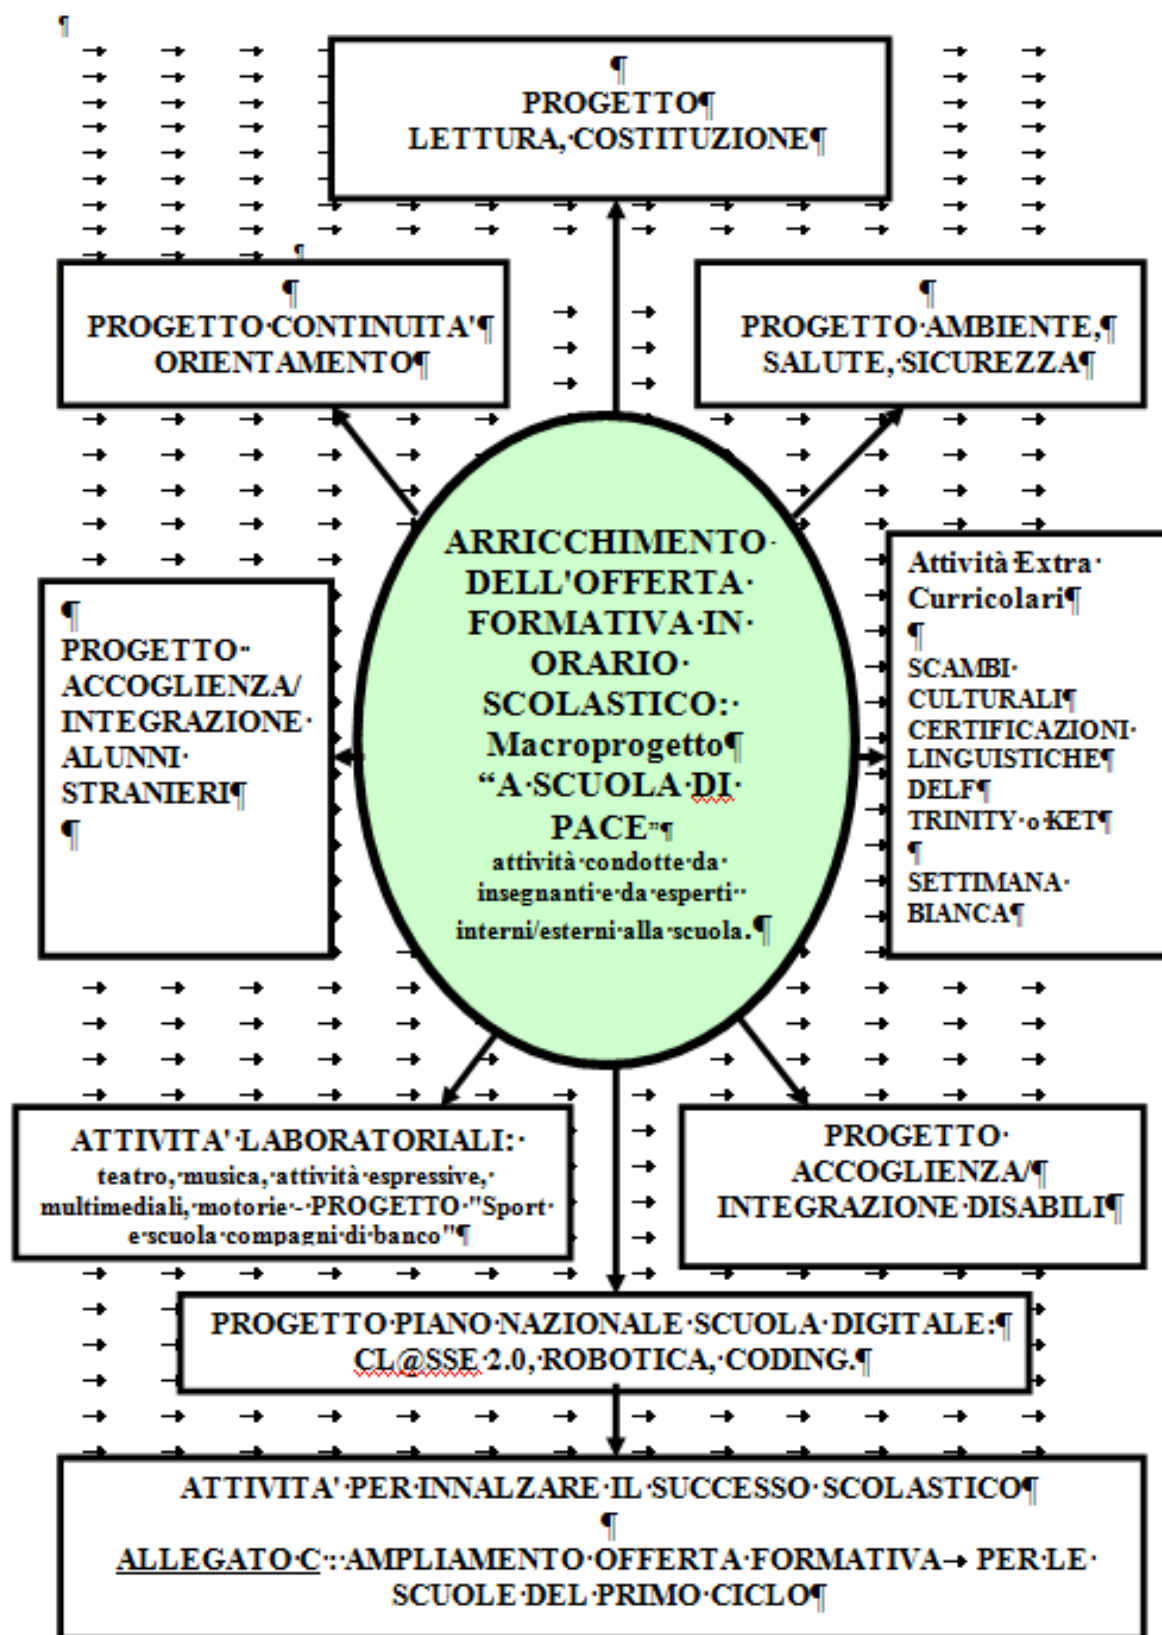 PROGETTO
LETTURA, COSTITUZIONE
PROGETTO CONTINUITA'
ORIENTAMENTO
PROGETTO AMBIENTE,
SALUTE, SICUREZZA
ARRICCHIMENTO
DELL'OFFERTA
FORMATIVA IN
ORARIO
SCOLASTICO:
Macroprogetto
“A SCUOLA DI
PACE”
attività condotte da
insegnanti e da esperti
interni/esterni alla scuola.
PROGETTO
ACCOGLIENZA/
INTEGRAZIONE
ALUNNI
STRANIERI
Attività Extra
Curricolari
SCAMBI
CULTURALI
CERTIFICAZIONI
LINGUISTICHE
DELF
TRINITY o KET
SETTIMANA
BIANCA
ATTIVITA' LABORATORIALI:
teatro, musica, attività espressive,
multimediali, motorie - PROGETTO "Sport
e scuola compagni di banco"
PROGETTO
ACCOGLIENZA/
INTEGRAZIONE DISABILI
PROGETTO PIANO NAZIONALE SCUOLA DIGITALE:
CL@SSE 2.0, ROBOTICA, CODING.
ATTIVITA' PER INNALZARE IL SUCCESSO SCOLASTICO
ALLEGATO C : AMPLIAMENTO OFFERTA FORMATIVA PER LE
SCUOLE DEL PRIMO CICLO